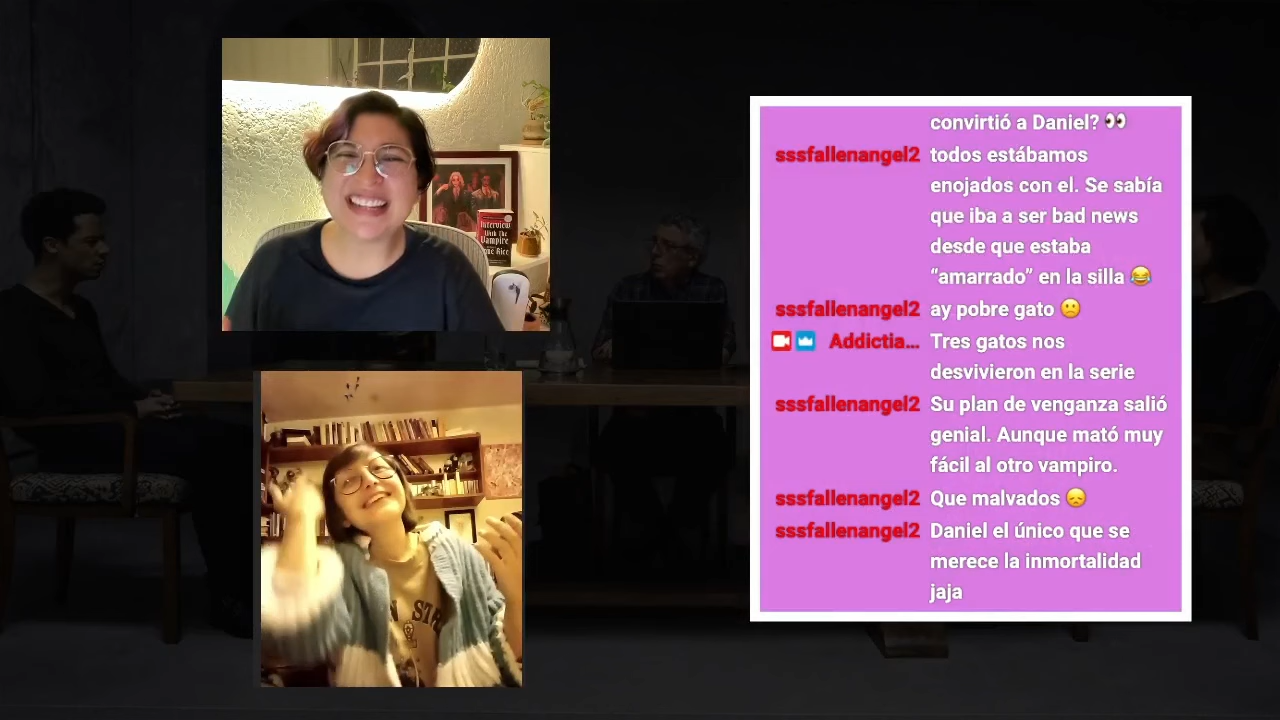 convirtió a Daniel? 👀
sssfallenangel2 todos estábamos
enojados con el. Se sabía
que iba a ser bad news
desde que estaba
“amarrado” en la silla 😂
sssfallenangel2 ay pobre gato 🙁
Addictia... Tres gatos nos
desvivieron en la serie
sssfallenangel2 Su plan de venganza salió
genial. Aunque mató muy
fácil al otro vampiro.
sssfallenangel2 Que malvados 😞
sssfallenangel2 Daniel el único que se
merece la inmortalidad
jaja
Interview
With The
Vampire